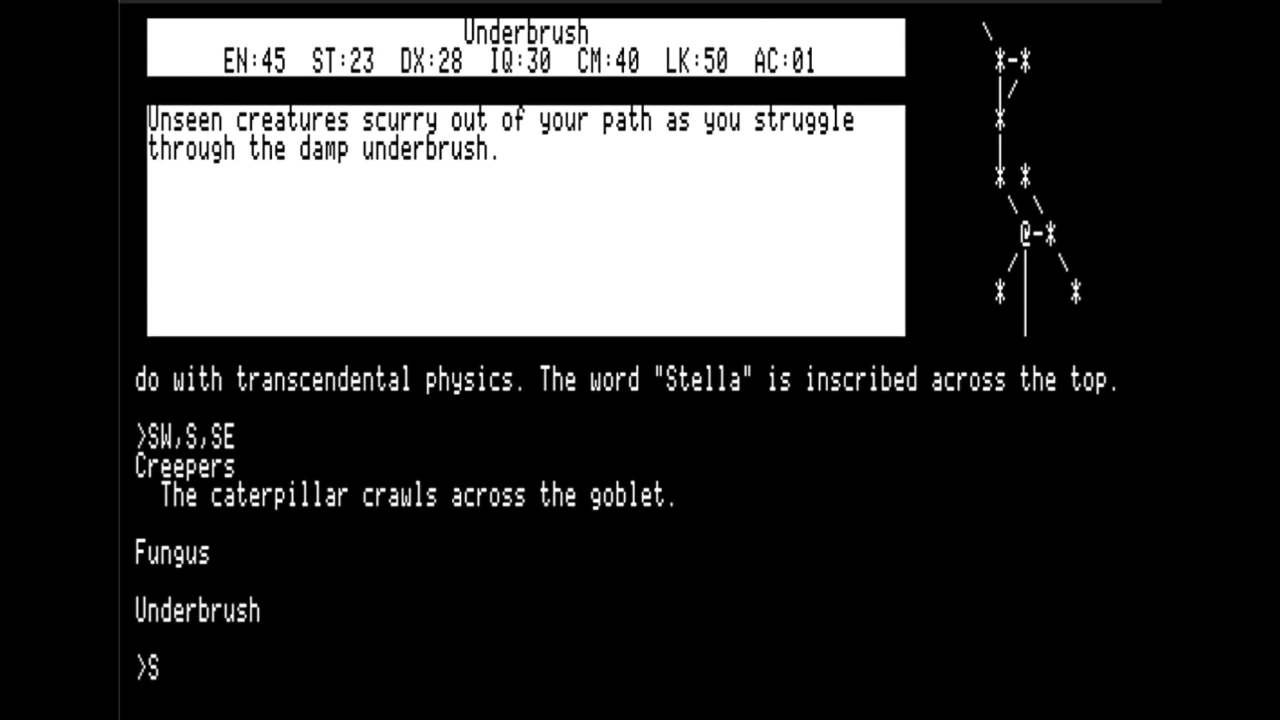 Underbrush
EN:45 ST:23 DX:28 IQ:30 CM:40 LK:50 AC:01
Unseen creatures scurry out of your path as you struggle
through the damp underbrush.
do with transcendental physics. The word "Stella" is inscribed across the top.
>SW,S,SE
Creepers
The caterpillar crawls across the goblet.
Fungus
Underbrush
>S